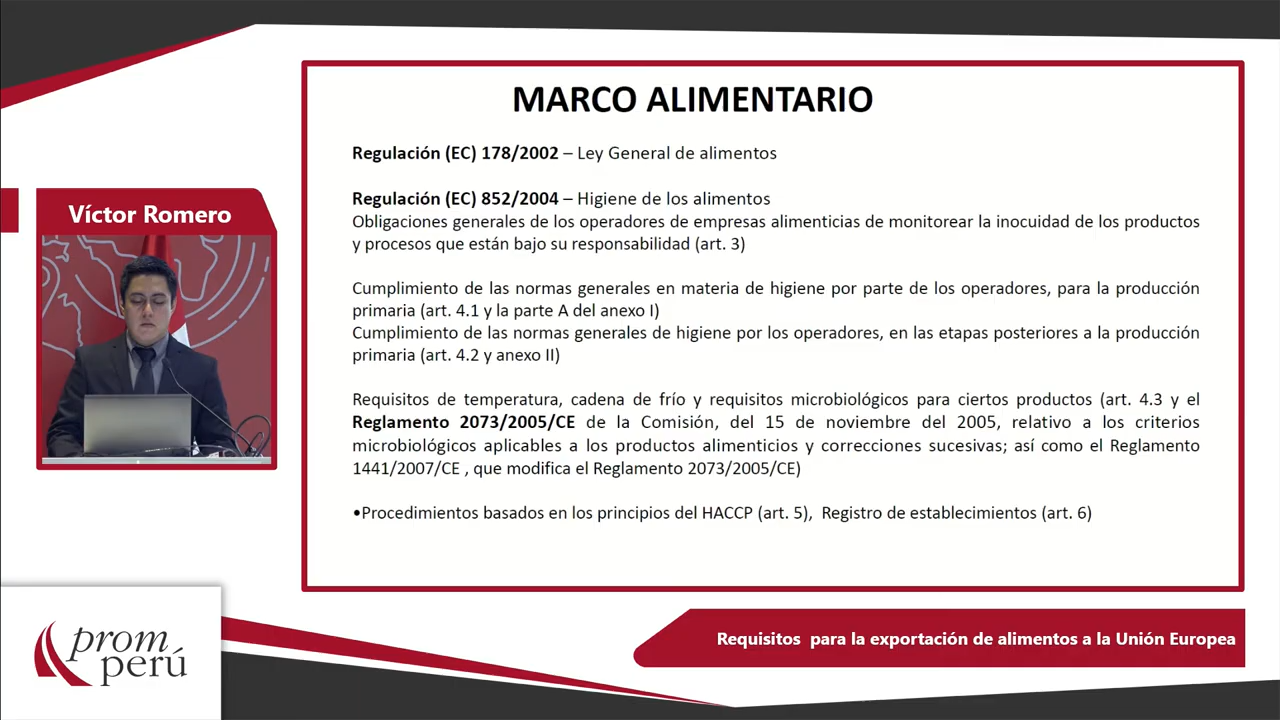 MARCO ALIMENTARIO
Regulación (EC) 178/2002 – Ley General de alimentos
Regulación (EC) 852/2004 – Higiene de los alimentos
Obligaciones generales de los operadores de empresas alimenticias de monitorear la inocuidad de los productos
y procesos que están bajo su responsabilidad (art. 3)
Cumplimiento de las normas generales en materia de higiene por parte de los operadores, para la producción
primaria (art. 4.1 y la parte A del anexo I)
Cumplimiento de las normas generales de higiene por los operadores, en las etapas posteriores a la producción
primaria (art. 4.2 y anexo II)
Requisitos de temperatura, cadena de frío y requisitos microbiológicos para ciertos productos (art. 4.3 y el
Reglamento 2073/2005/CE de la Comisión, del 15 de noviembre del 2005, relativo a los criterios
microbiológicos aplicables a los productos alimenticios y correcciones sucesivas; así como el Reglamento
1441/2007/CE , que modifica el Reglamento 2073/2005/CE)
•Procedimientos basados en los principios del HACCP (art. 5), Registro de establecimientos (art. 6)
Víctor Romero
prom
perú
Requisitos para la exportación de alimentos a la Unión Europea